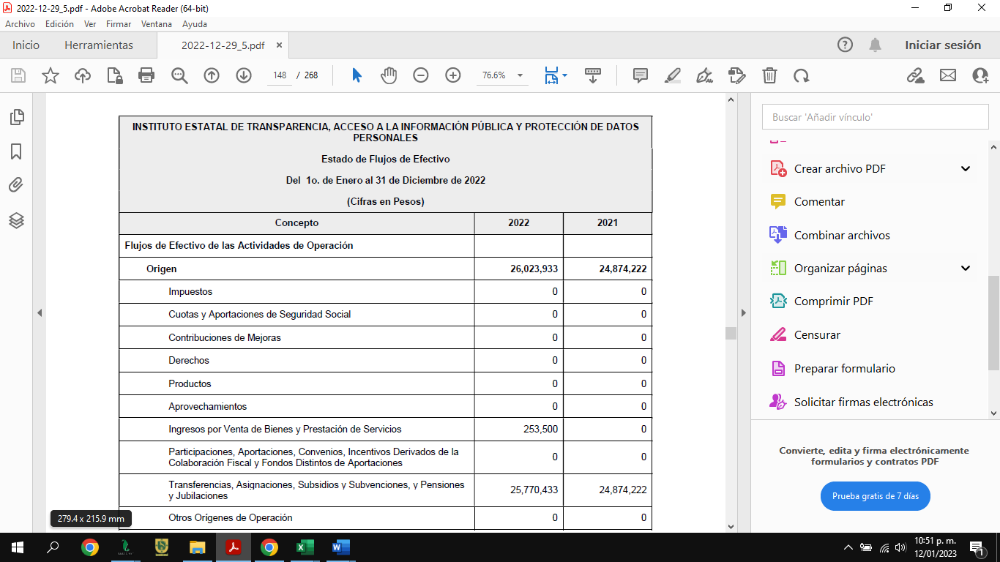 2022-12-29_5.pdf - Adobe Acrobat Reader (64-bit)
Archivo Edición Ver Firmar Ventana Ayuda
Inicio Herramientas 2022-12-29_5.pdf × Iniciar sesión
148 / 268 76.6%
INSTITUTO ESTATAL DE TRANSPARENCIA, ACCESO A LA INFORMACIÓN PÚBLICA Y PROTECCIÓN DE DATOS
PERSONALES
Estado de Flujos de Efectivo
Del 1o. de Enero al 31 de Diciembre de 2022
(Cifras en Pesos)
Concepto 2022 2021
Flujos de Efectivo de las Actividades de Operación
Origen 26,023,933 24,874,222
Impuestos 0 0
Cuotas y Aportaciones de Seguridad Social 0 0
Contribuciones de Mejoras 0 0
Derechos 0 0
Productos 0 0
Aprovechamientos 0 0
Ingresos por Venta de Bienes y Prestación de Servicios 253,500 0
Participaciones, Aportaciones, Convenios, Incentivos Derivados de la
Colaboración Fiscal y Fondos Distintos de Aportaciones 0 0
Transferencias, Asignaciones, Subsidios y Subvenciones, y Pensiones
y Jubilaciones 25,770,433 24,874,222
Otros Orígenes de Operación 0 0
279.4 x 215.9 mm
Buscar 'Añadir vínculo'
Crear archivo PDF
Comentar
Combinar archivos
Organizar páginas
Comprimir PDF
Censurar
Preparar formulario
Solicitar firmas electrónicas
Convierte, edita y firma electrónicamente
formularios y contratos PDF
Prueba gratis de 7 días
10:51 p. m.
12/01/2023
1